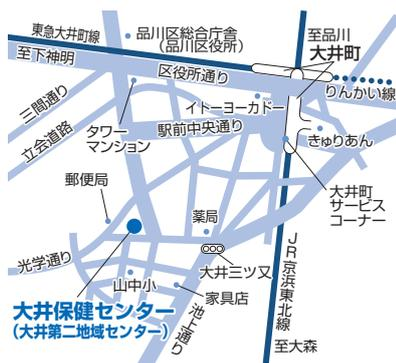 東急大井町線
至下神明
品川区総合庁舎
(品川区役所)
至品川
大井町
区役所通り
りんかい線
イトーヨーカドー
三間通り
立会道路
タワー
マンション
駅前中央通り
きゅりあん
郵便局
薬局
大井町
サービス
コーナー
光学通り
大井三ツ又
山中小
家具店
大井保健センター
(大井第二地域センター)
池上通り
JR京浜東北線
至大森